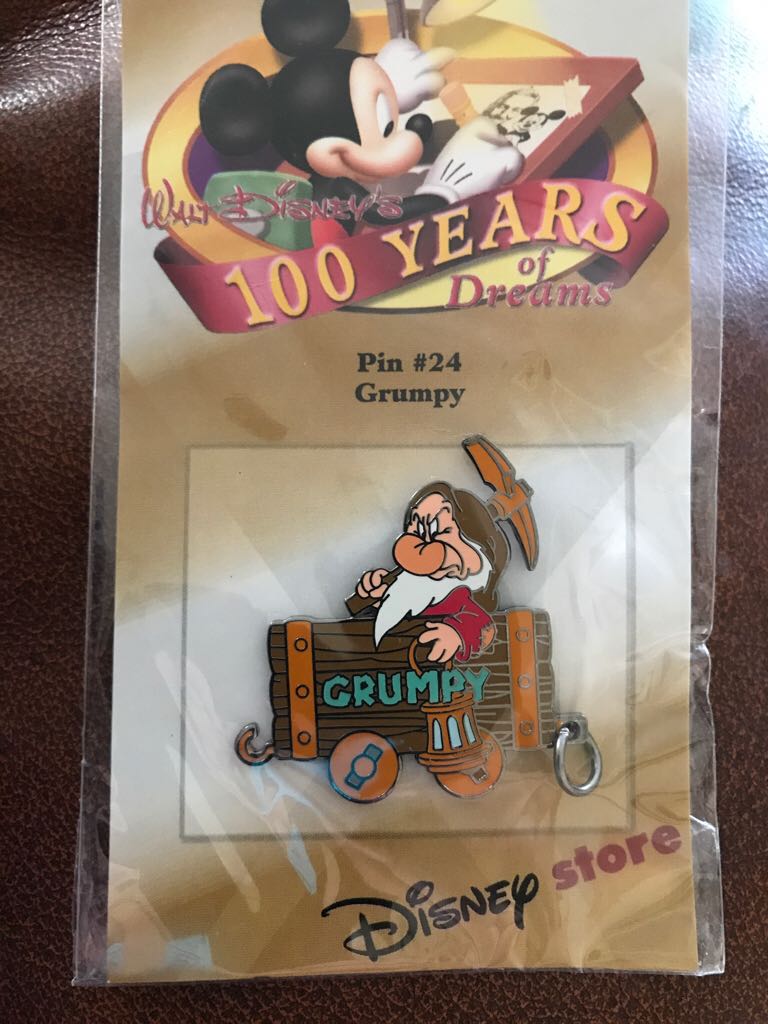 WALT DISNEY'S
100 YEARS
of
Dreams
Pin #24
Grumpy
GRUMPY
DISNEY store